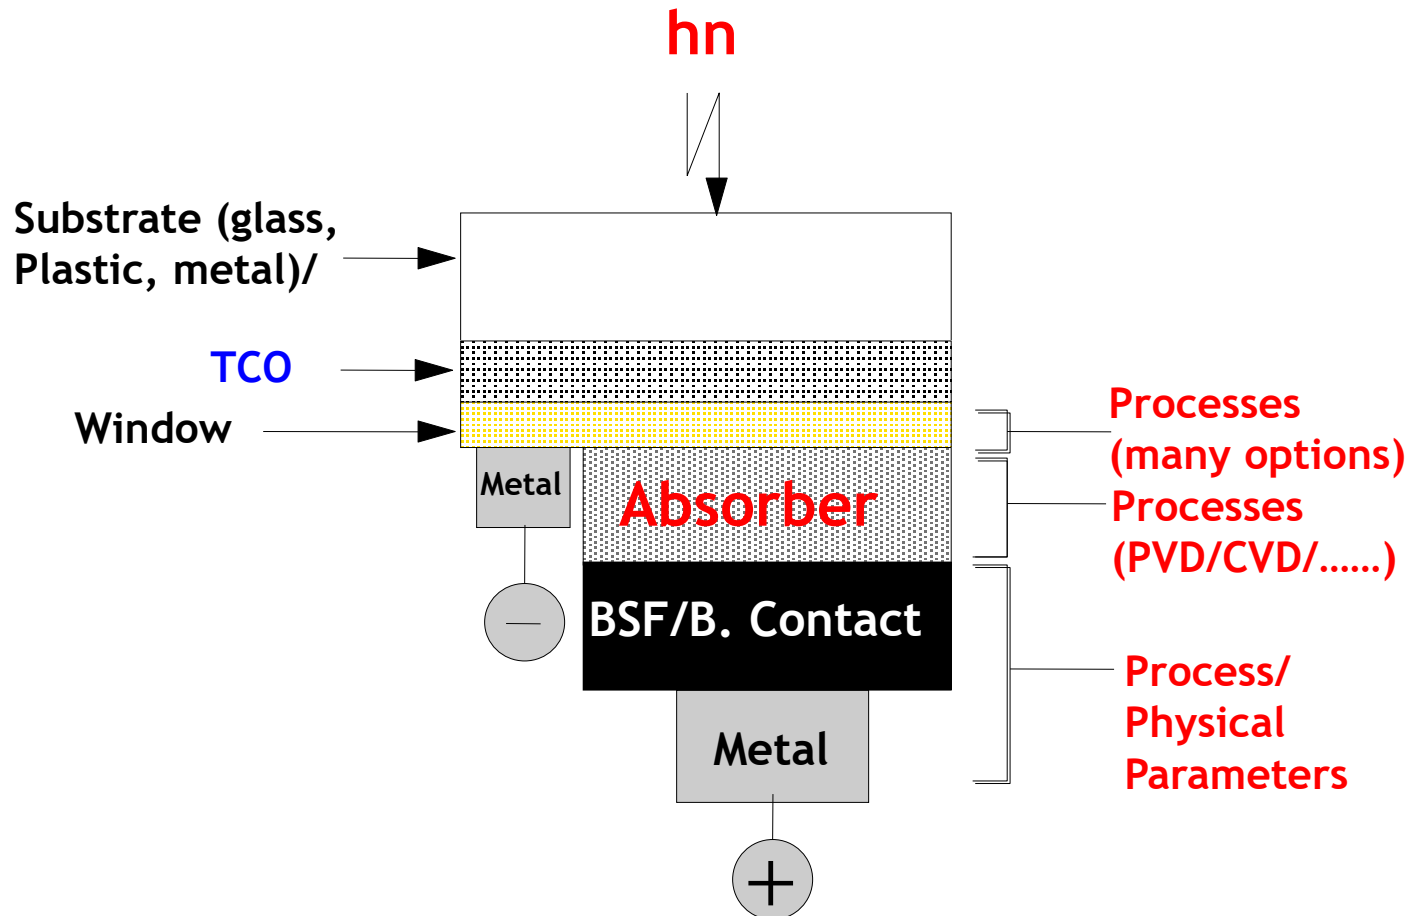 hn
Substrate (glass,
Plastic, metal)/
TCO
Window
Metal
Absorber
BSF/B. Contact
Metal
Processes
(many options)
Processes
(PVD/CVD/......)
Process/
Physical
Parameters
−
+